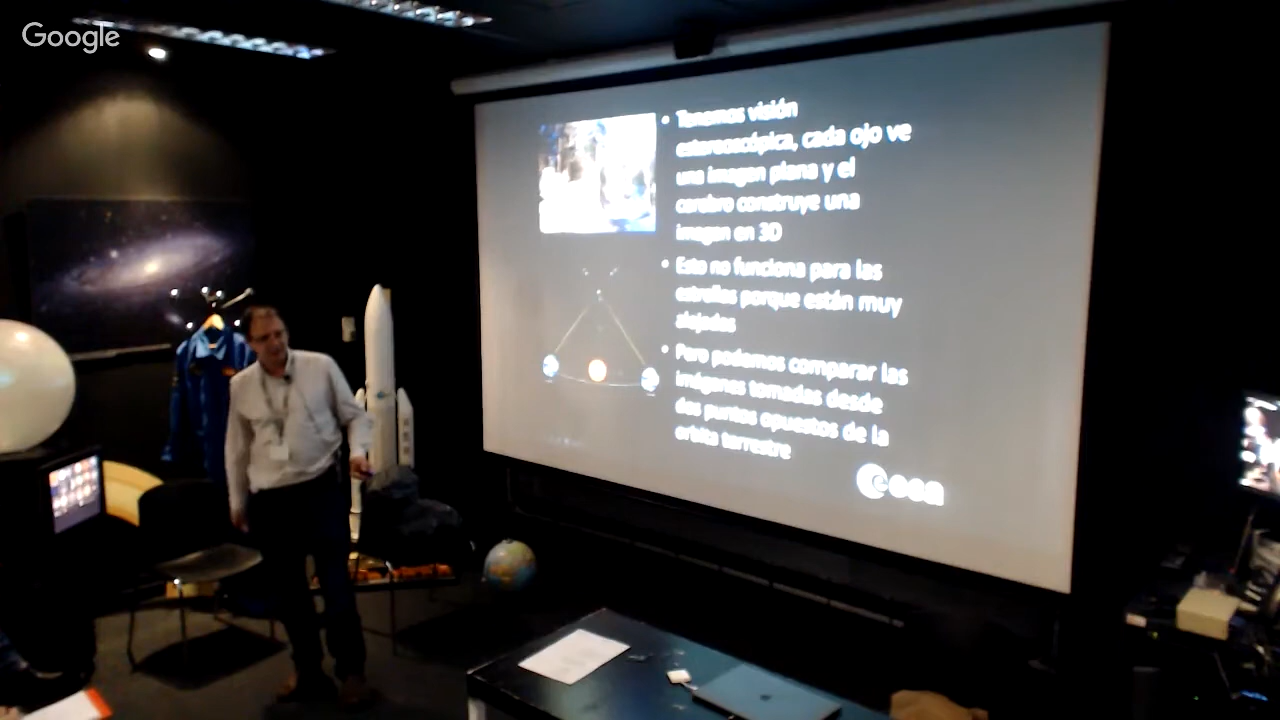 Google
• Tenemos visión
estereoscópica, cada ojo ve
una imagen plana y el
cerebro construye una
imagen en 3D
• Esto no funciona para las
estrellas porque están muy
alejadas
• Pero podemos comparar las
imágenes tomadas desde
dos puntos opuestos de la
orbita terrestre
esa